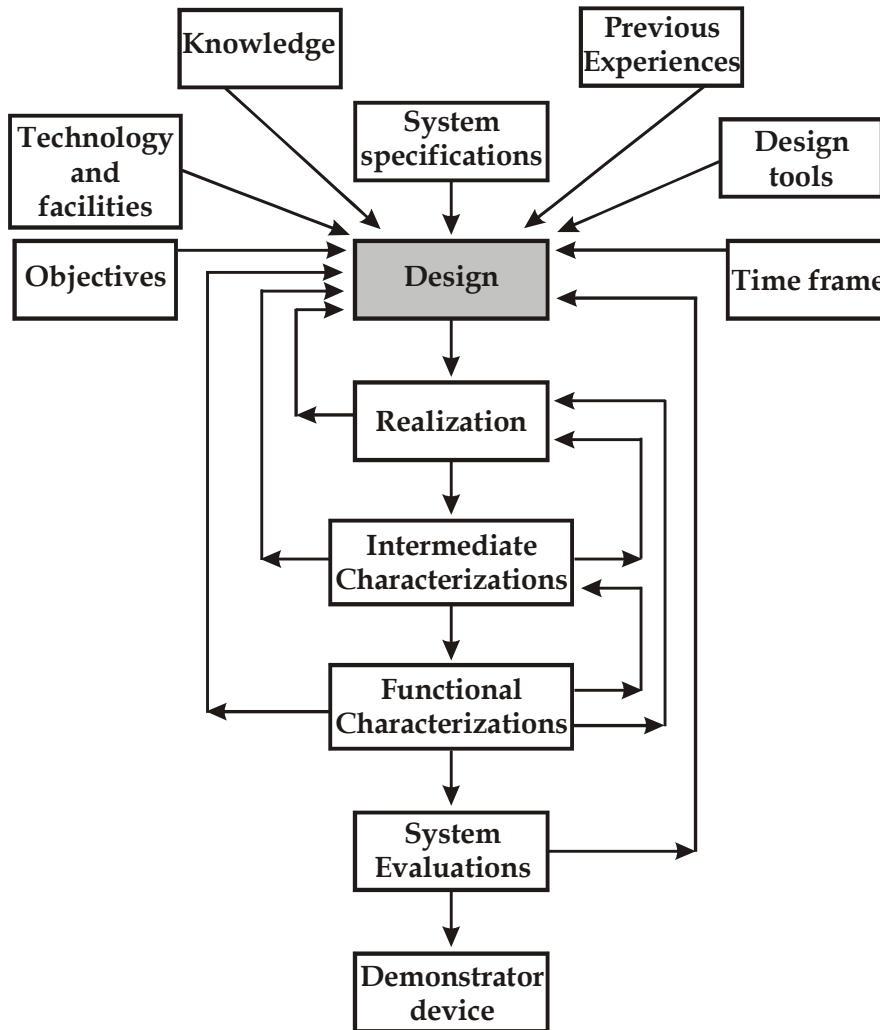 Knowledge
Previous
Experiences
System
specifications
Technology
and
facilities
Design
tools
Objectives
Design
Time frame
Realization
Intermediate
Characterizations
Functional
Characterizations
System
Evaluations
Demonstrator
device